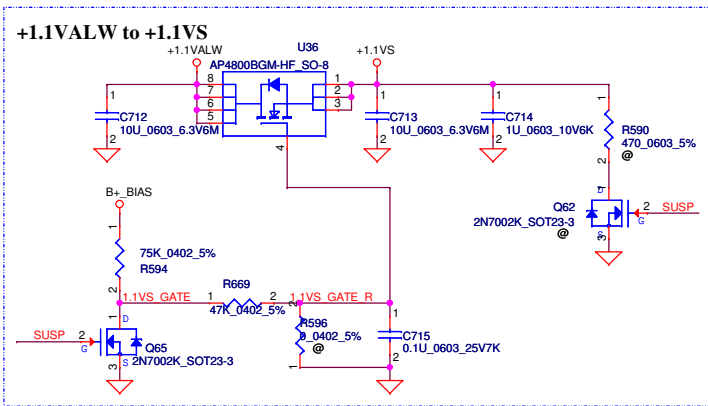 +1.1VALW to +1.1VS
+1.1VALW
U36
+1.1VS
AP4800BGM-HF_SO-8
8
7
6
5
1
2
3
4
1
C712
10U_0603_6.3V6M
2
1
C713
10U_0603_6.3V6M
2
1
C714
1U_0603_10V6K
2
1
R590
470_0603_5%
@
2
B+_BIAS
1
75K_0402_5%
R594
2
1
D
Q62
2 SUSP
G
2N7002K_SOT23-3
@
S
3
1.1VS_GATE
R669
1 2
47K_0402_5%
1.1VS_GATE_R
2
R596
0_0402_5%
@
1
1
C715
0.1U_0603_25V7K
2
SUSP 2
G
1
D
Q65
S
2N7002K_SOT23-3
3